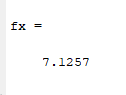 fx =
7.1257